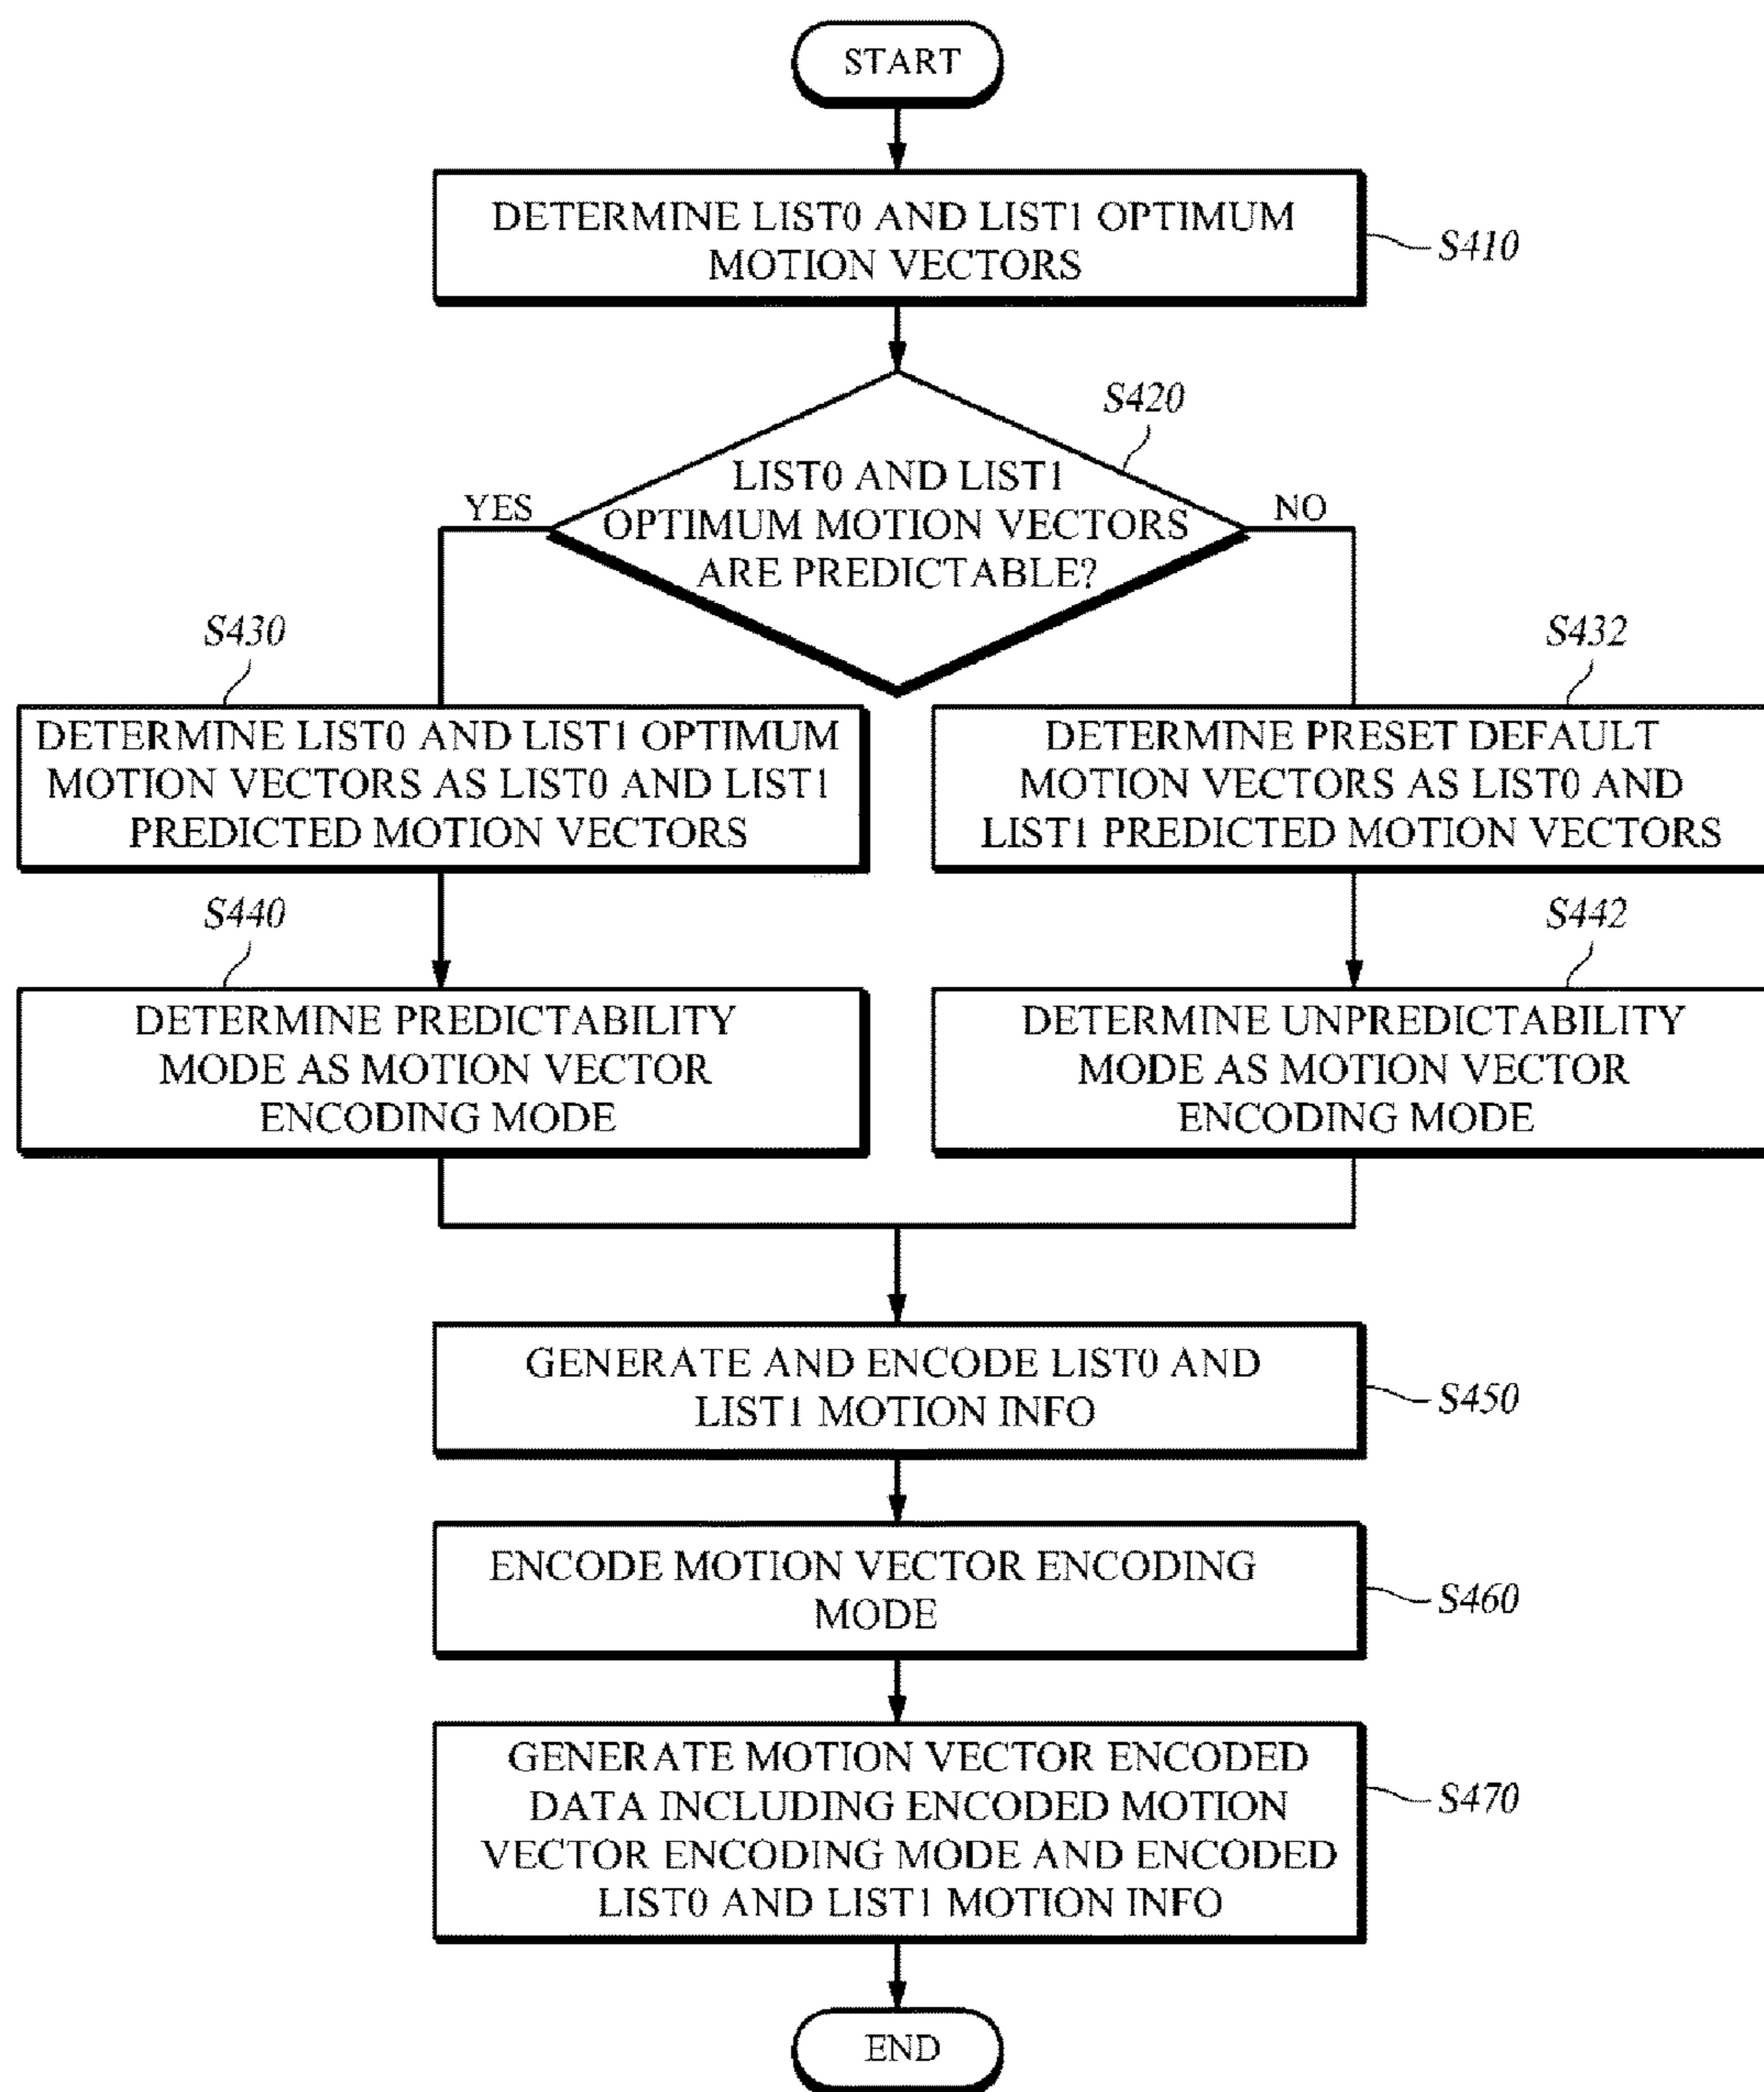 START
DETERMINE LIST0 AND LIST1 OPTIMUM
MOTION VECTORS
S410
S420
LIST0 AND LIST1
OPTIMUM MOTION VECTORS
ARE PREDICTABLE?
YES
NO
S430
DETERMINE LIST0 AND LIST1 OPTIMUM
MOTION VECTORS AS LIST0 AND LIST1
PREDICTED MOTION VECTORS
S432
DETERMINE PRESET DEFAULT
MOTION VECTORS AS LIST0 AND
LIST1 PREDICTED MOTION VECTORS
S440
DETERMINE PREDICTABILITY
MODE AS MOTION VECTOR
ENCODING MODE
S442
DETERMINE UNPREDICTABILITY
MODE AS MOTION VECTOR
ENCODING MODE
GENERATE AND ENCODE LIST0 AND
LIST1 MOTION INFO
S450
ENCODE MOTION VECTOR ENCODING
MODE
S460
GENERATE MOTION VECTOR ENCODED
DATA INCLUDING ENCODED MOTION
VECTOR ENCODING MODE AND ENCODED
LIST0 AND LIST1 MOTION INFO
S470
END